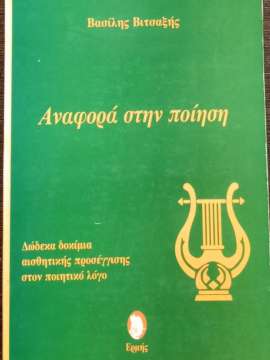 Βασίλης Βιτσαξής
Αναφορά στην ποίηση
Δώδεκα δοκίμια
αισθητικής προσέγγισης
στον ποιητικό λόγο
Ερμής